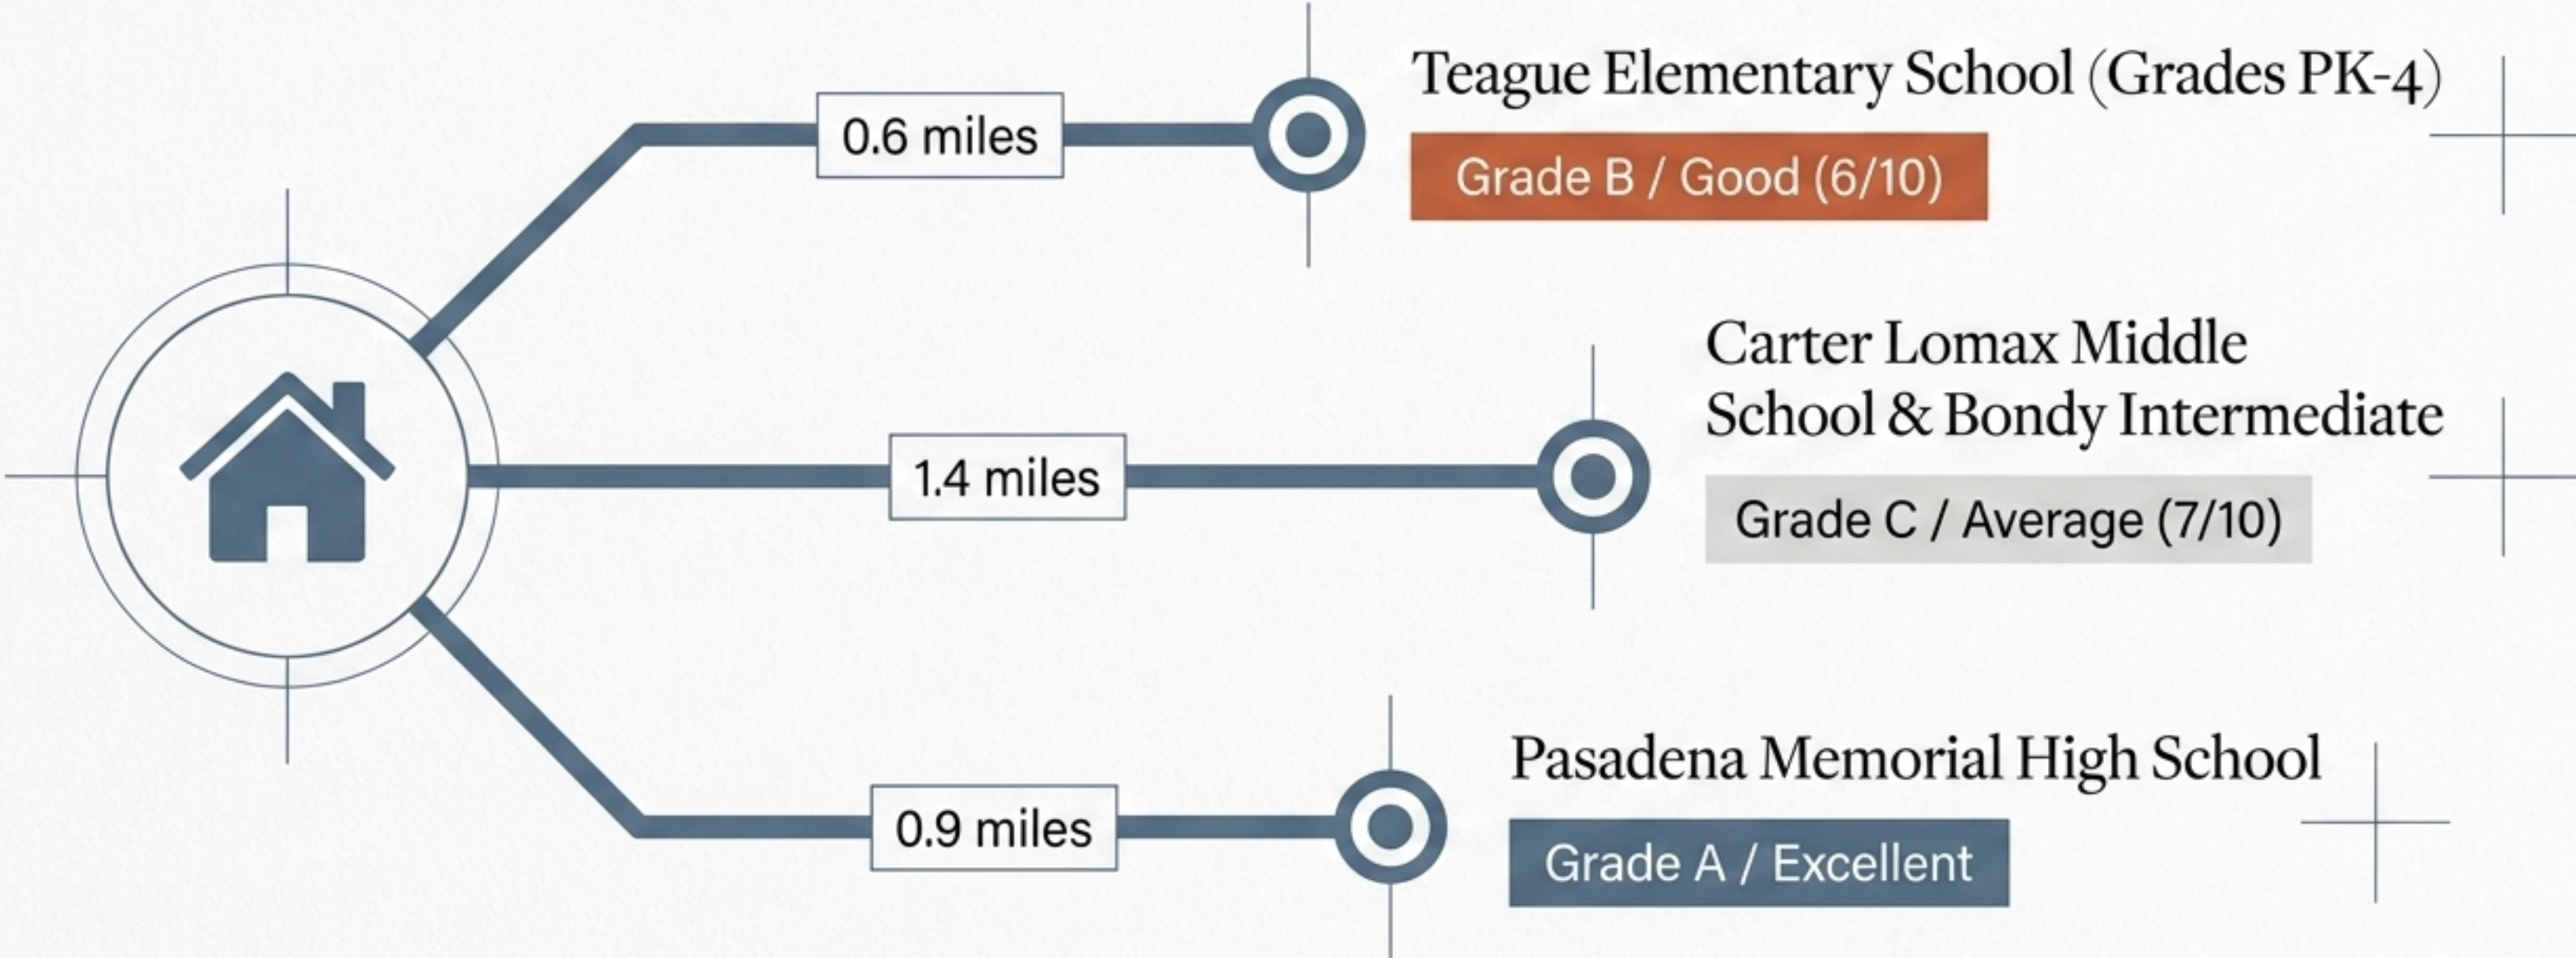 0.6 miles
Teague Elementary School (Grades PK-4)
Grade B / Good (6/10)
1.4 miles
Carter Lomax Middle
School & Bondy Intermediate
Grade C / Average (7/10)
0.9 miles
Pasadena Memorial High School
Grade A / Excellent